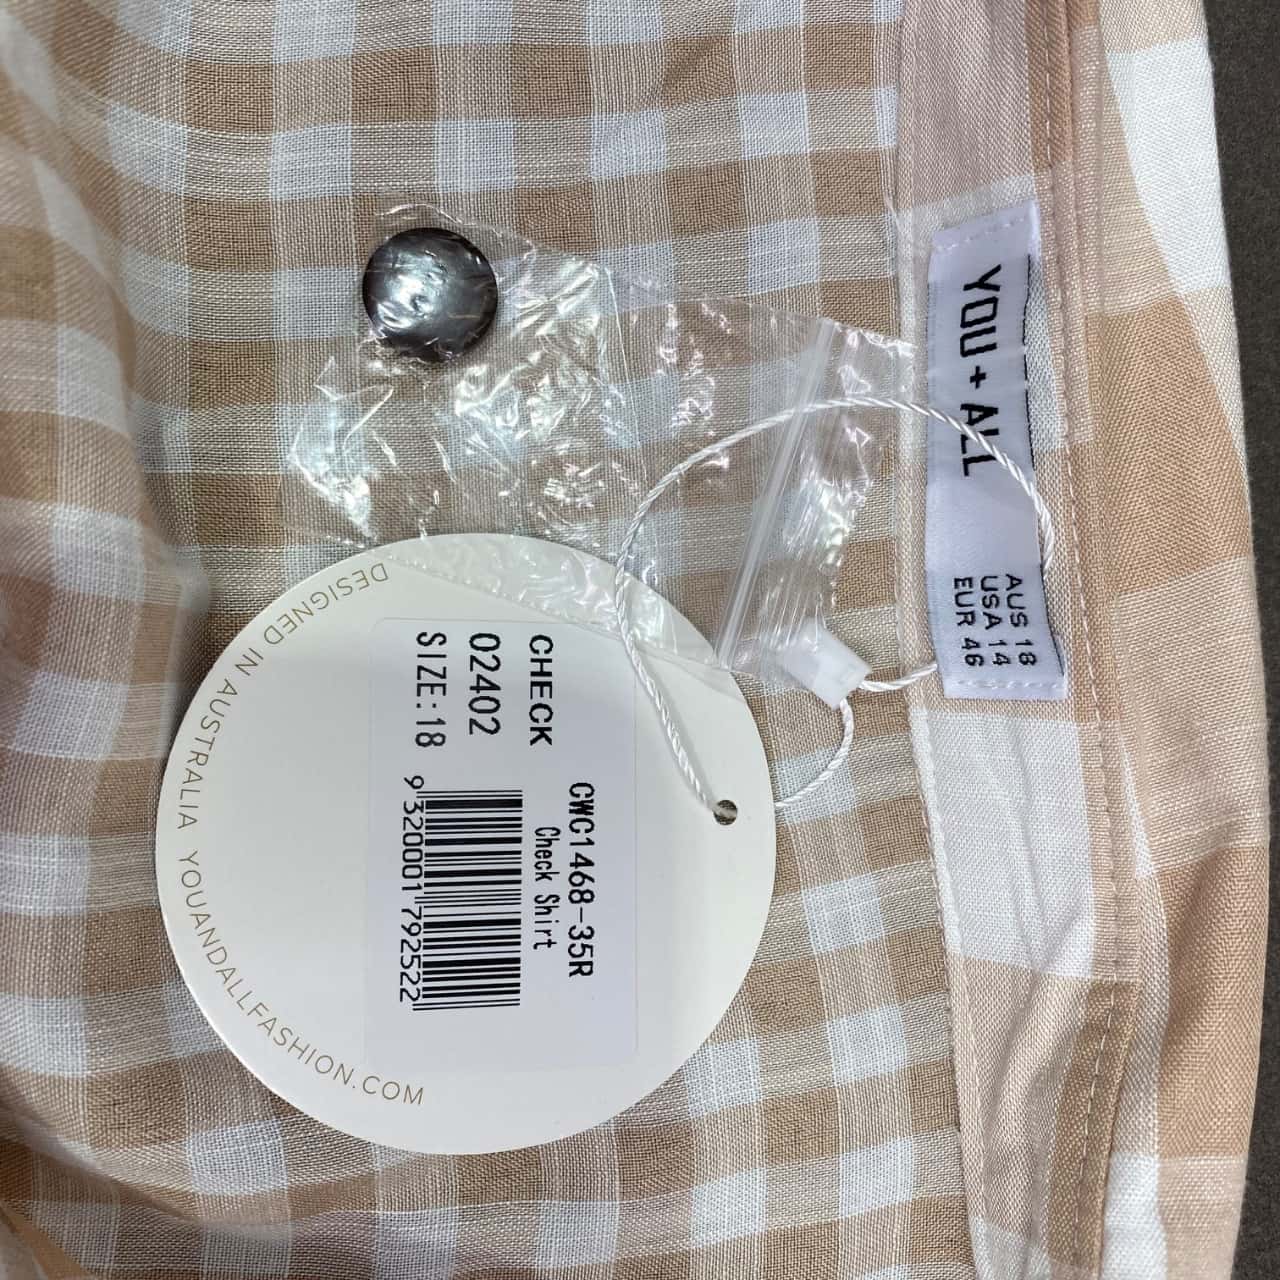 YOU + ALL
AUS 18
USA 14
EUR 46
CWC1468-35R
Check Shirt
CHECK
02402
SIZE:18
9 320001 792522
DESIGNED IN AUSTRALIA YOUANDALLFASHION.COM